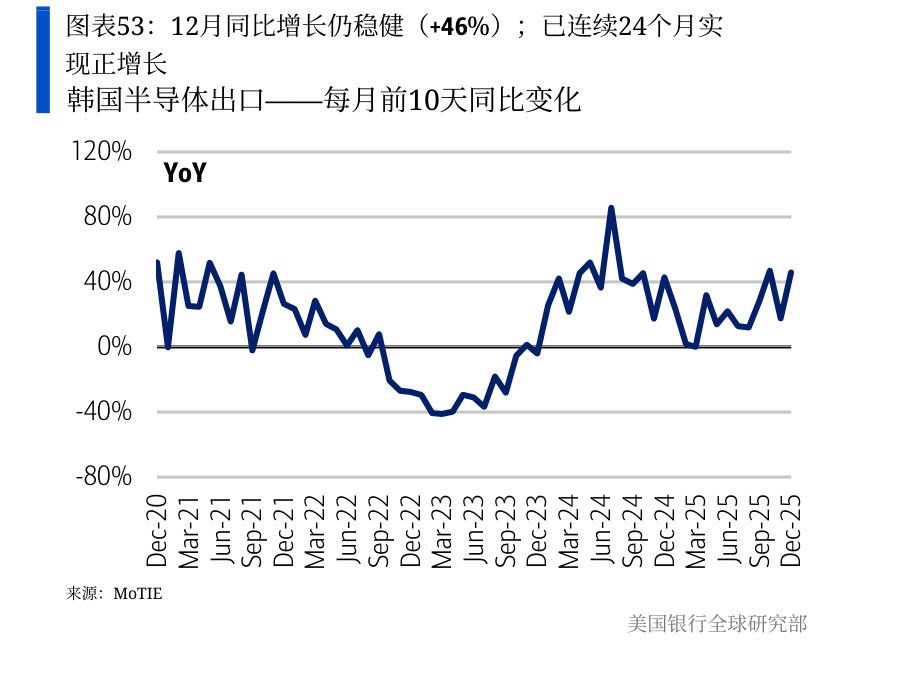 图表53：12月同比增长仍稳健（+46%）；已连续24个月实
现正增长
韩国半导体出口——每月前10天同比变化
120%
YoY
80%
40%
0%
-40%
-80%
Dec-20
Mar-21
Jun-21
Sep-21
Dec-21
Mar-22
Jun-22
Sep-22
Dec-22
Mar-23
Jun-23
Sep-23
Dec-23
Mar-24
Jun-24
Sep-24
Dec-24
Mar-25
Jun-25
Sep-25
Dec-25
来源：MoTIE
美国银行全球研究部